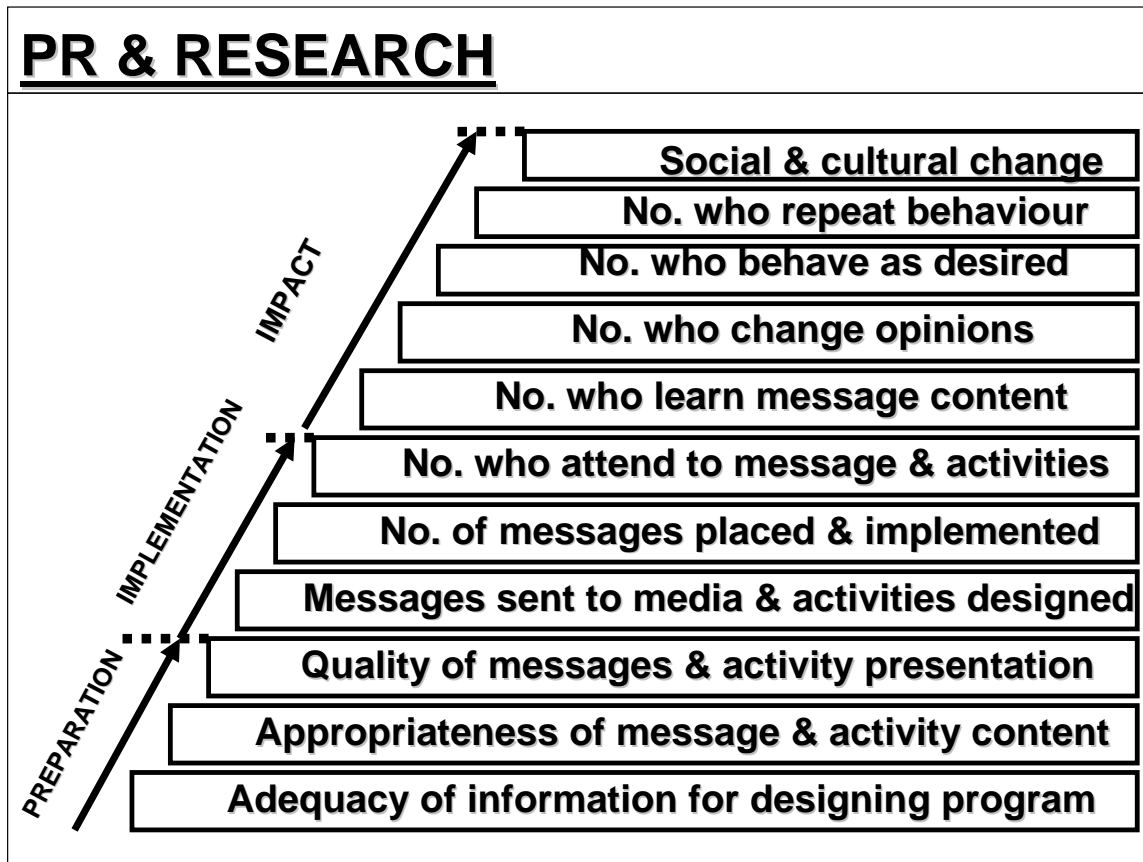 PR & RESEARCH
Social & cultural change
No. who repeat behaviour
No. who behave as desired
IMPACT
No. who change opinions
No. who learn message content
No. who attend to message & activities
IMPLEMENTATION
No. of messages placed & implemented
Messages sent to media & activities designed
Quality of messages & activity presentation
PREPARATION
Appropriateness of message & activity content
Adequacy of information for designing program